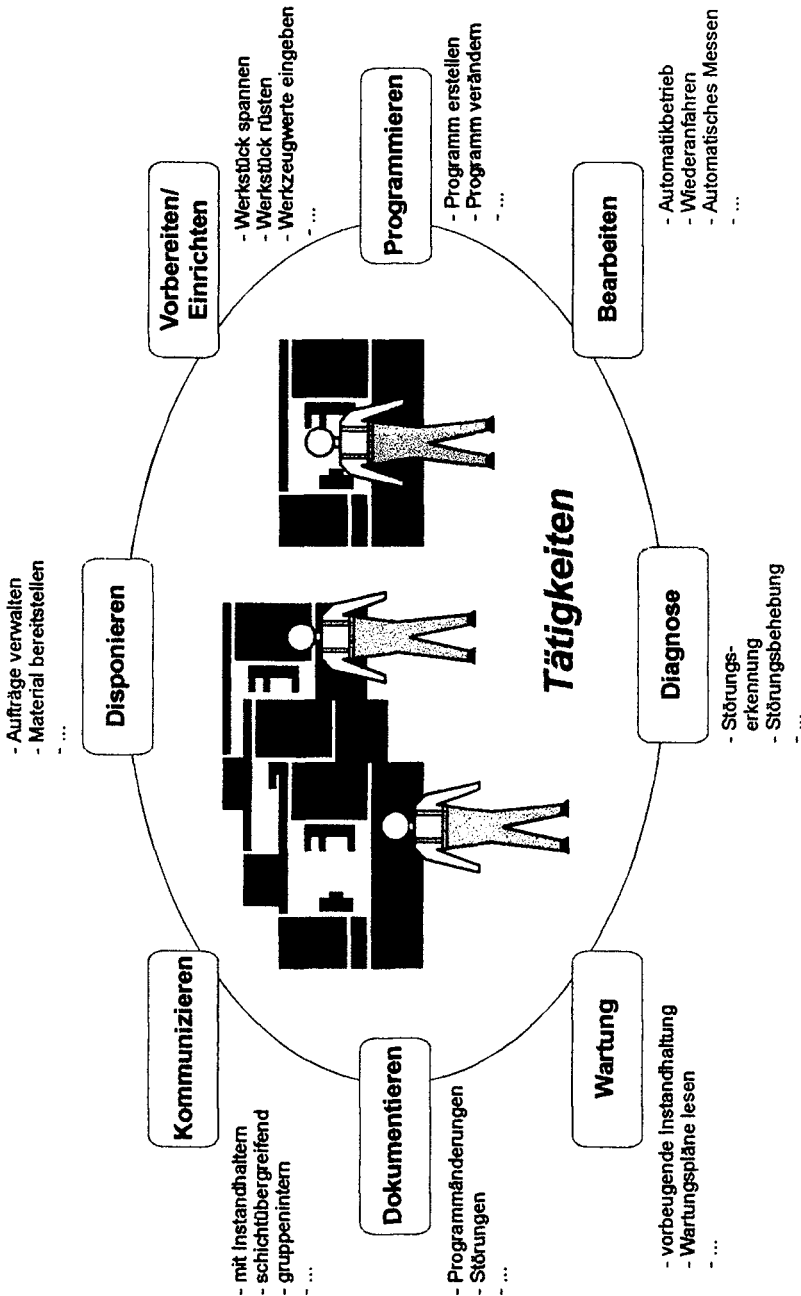 - Aufträge verwalten
- Material bereitstellen
- ...
Disponieren
Vorbereiten/
Einrichten
- Werkstück spannen
- Werkstück rüsten
- Werkzeugwerte eingeben
- ...
Programmieren
- Programm erstellen
- Programm verändern
- ...
Bearbeiten
- Automatikbetrieb
- Wiederanfahren
- Automatisches Messen
- ...
Diagnose
- Störungs-
erkennung
- Störungsbehebung
- ...
Wartung
- vorbeugende Instandhaltung
- Wartungspläne lesen
- ...
Dokumentieren
- Programmänderungen
- Störungen
- ...
Kommunizieren
- mit Instandhaltern
- schichtübergreifend
- gruppenintern
- ...
Tätigkeiten